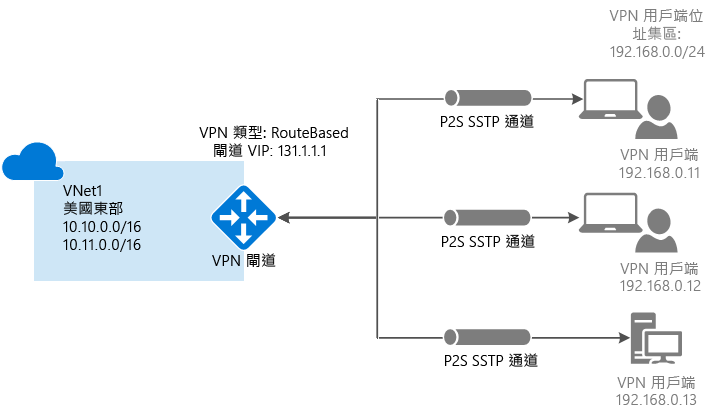 VPN 用戶端位
址集區:
192.168.0.0/24
P2S SSTP 通道
VPN 用戶端
192.168.0.11
VPN 類型: RouteBased
閘道 VIP: 131.1.1.1
VNet1
美國東部
10.10.0.0/16
10.11.0.0/16
VPN 閘道
P2S SSTP 通道
VPN 用戶端
192.168.0.12
P2S SSTP 通道
VPN 用戶端
192.168.0.13